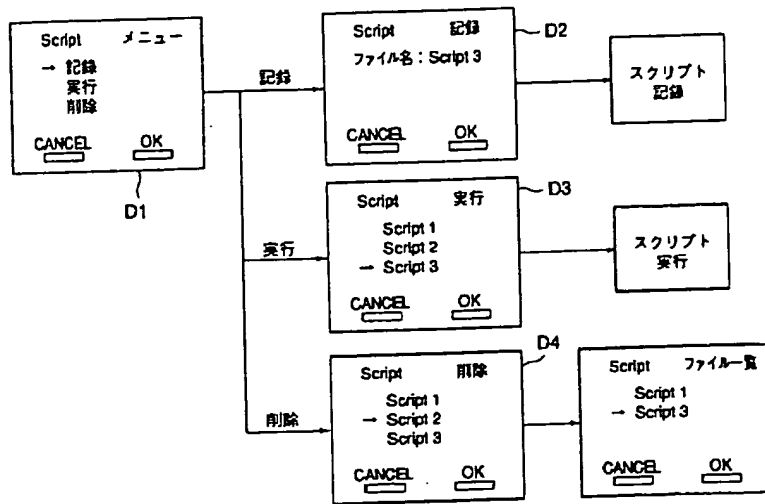 Script メニュー
→ 記録
実行
削除
CANCEL OK
D1
記録
Script 記録
ファイル名：Script 3
CANCEL OK
D2
スクリプト
記録
実行
Script 実行
Script 1
Script 2
→ Script 3
CANCEL OK
D3
スクリプト
実行
削除
Script 削除
Script 1
→ Script 2
Script 3
CANCEL OK
D4
Script ファイル一覧
Script 1
→ Script 3
CANCEL OK